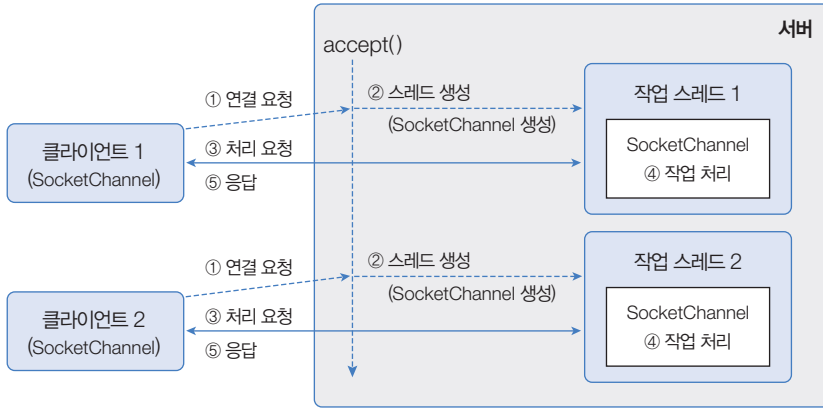 서버
accept()
① 연결 요청
② 스레드 생성
(SocketChannel 생성)
작업 스레드 1
클라이언트 1
(SocketChannel)
③ 처리 요청
⑤ 응답
SocketChannel
④ 작업 처리
① 연결 요청
② 스레드 생성
(SocketChannel 생성)
작업 스레드 2
클라이언트 2
(SocketChannel)
③ 처리 요청
⑤ 응답
SocketChannel
④ 작업 처리